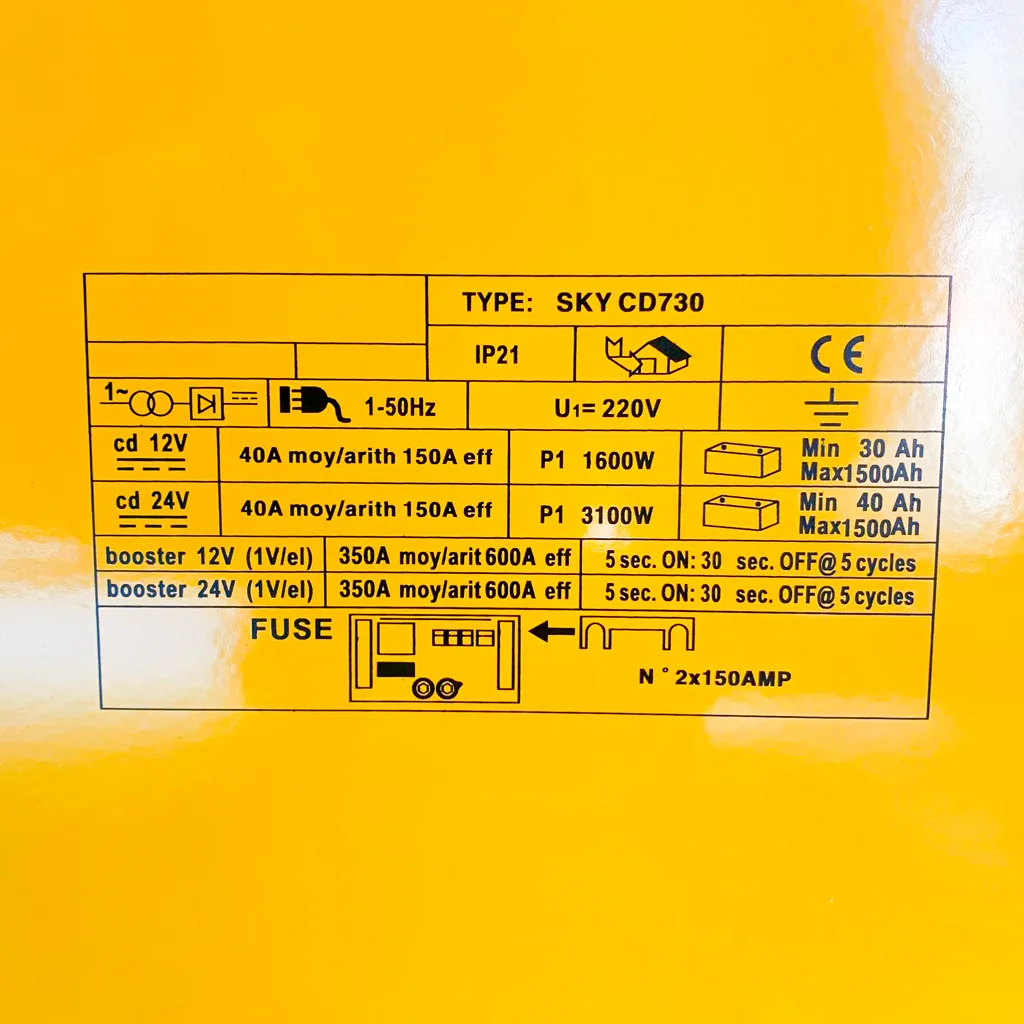 TYPE: SKY CD730
IP21 CE
1~ 1-50Hz U1= 220V
cd 12V 40A moy/arith 150A eff P1 1600W Min 30 Ah
Max1500Ah
cd 24V 40A moy/arith 150A eff P1 3100W Min 40 Ah
Max1500Ah
booster 12V (1V/el) 350A moy/arit 600A eff 5 sec. ON: 30 sec. OFF@ 5 cycles
booster 24V (1V/el) 350A moy/arit 600A eff 5 sec. ON: 30 sec. OFF@ 5 cycles
FUSE
N° 2x150AMP